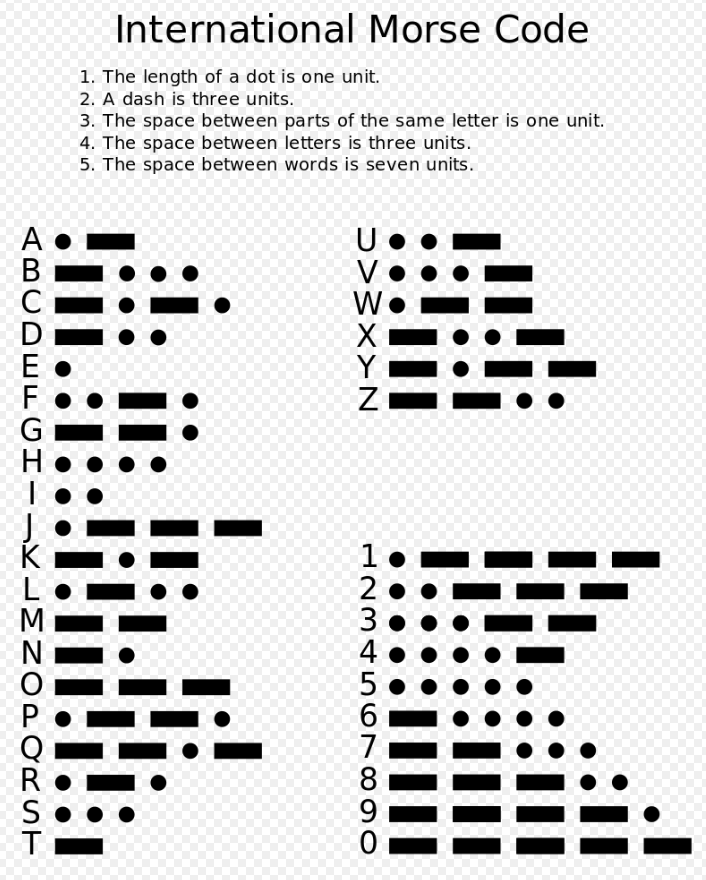 International Morse Code
1. The length of a dot is one unit.
2. A dash is three units.
3. The space between parts of the same letter is one unit.
4. The space between letters is three units.
5. The space between words is seven units.
A ● ▬
B ▬ ● ● ●
C ▬ ● ▬ ●
D ▬ ● ●
E ●
F ● ● ▬ ●
G ▬ ▬ ●
H ● ● ● ●
I ● ●
J ● ▬ ▬ ▬
K ▬ ● ▬
L ● ▬ ● ●
M ▬ ▬
N ▬ ●
O ▬ ▬ ▬
P ● ▬ ▬ ●
Q ▬ ▬ ● ▬
R ● ▬ ●
S ● ● ●
T ▬
U ● ● ▬
V ● ● ● ▬
W ● ▬ ▬
X ▬ ● ● ▬
Y ▬ ● ▬ ▬
Z ▬ ▬ ● ●
1 ● ▬ ▬ ▬ ▬
2 ● ● ▬ ▬ ▬
3 ● ● ● ▬ ▬
4 ● ● ● ● ▬
5 ● ● ● ● ●
6 ▬ ● ● ● ●
7 ▬ ▬ ● ● ●
8 ▬ ▬ ▬ ● ●
9 ▬ ▬ ▬ ▬ ●
0 ▬ ▬ ▬ ▬ ▬